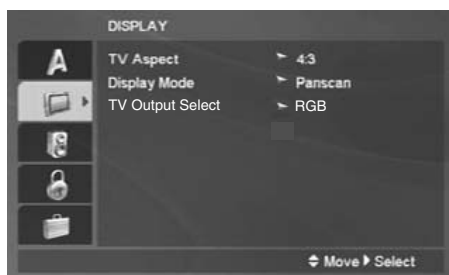 DISPLAY
A
TV Aspect 4:3
Display Mode Panscan
TV Output Select RGB
Move Select